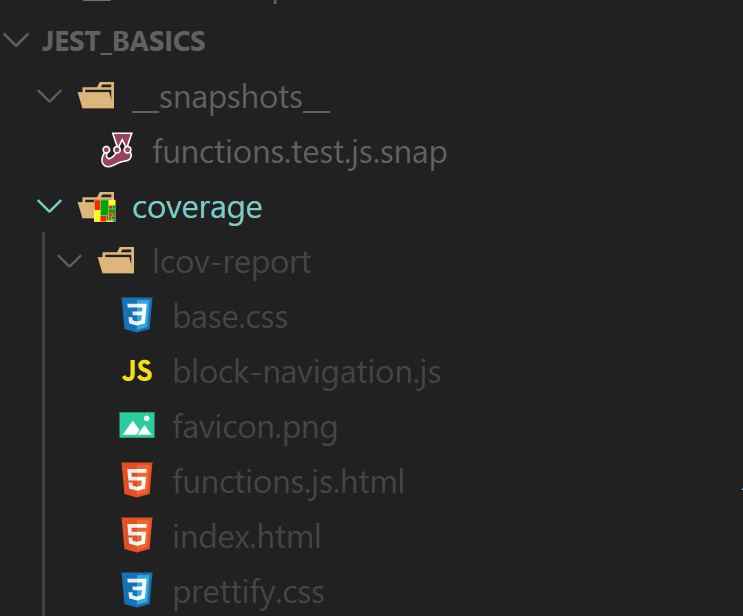 JEST_BASICS
__snapshots__
functions.test.js.snap
coverage
lcov-report
base.css
JS block-navigation.js
favicon.png
functions.js.html
index.html
prettify.css